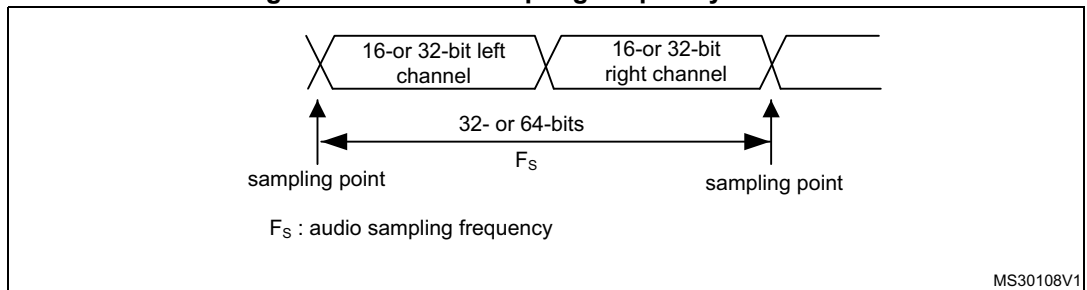 16-or 32-bit left
channel
16-or 32-bit
right channel
32- or 64-bits
FS
sampling point
sampling point
FS : audio sampling frequency
MS30108V1